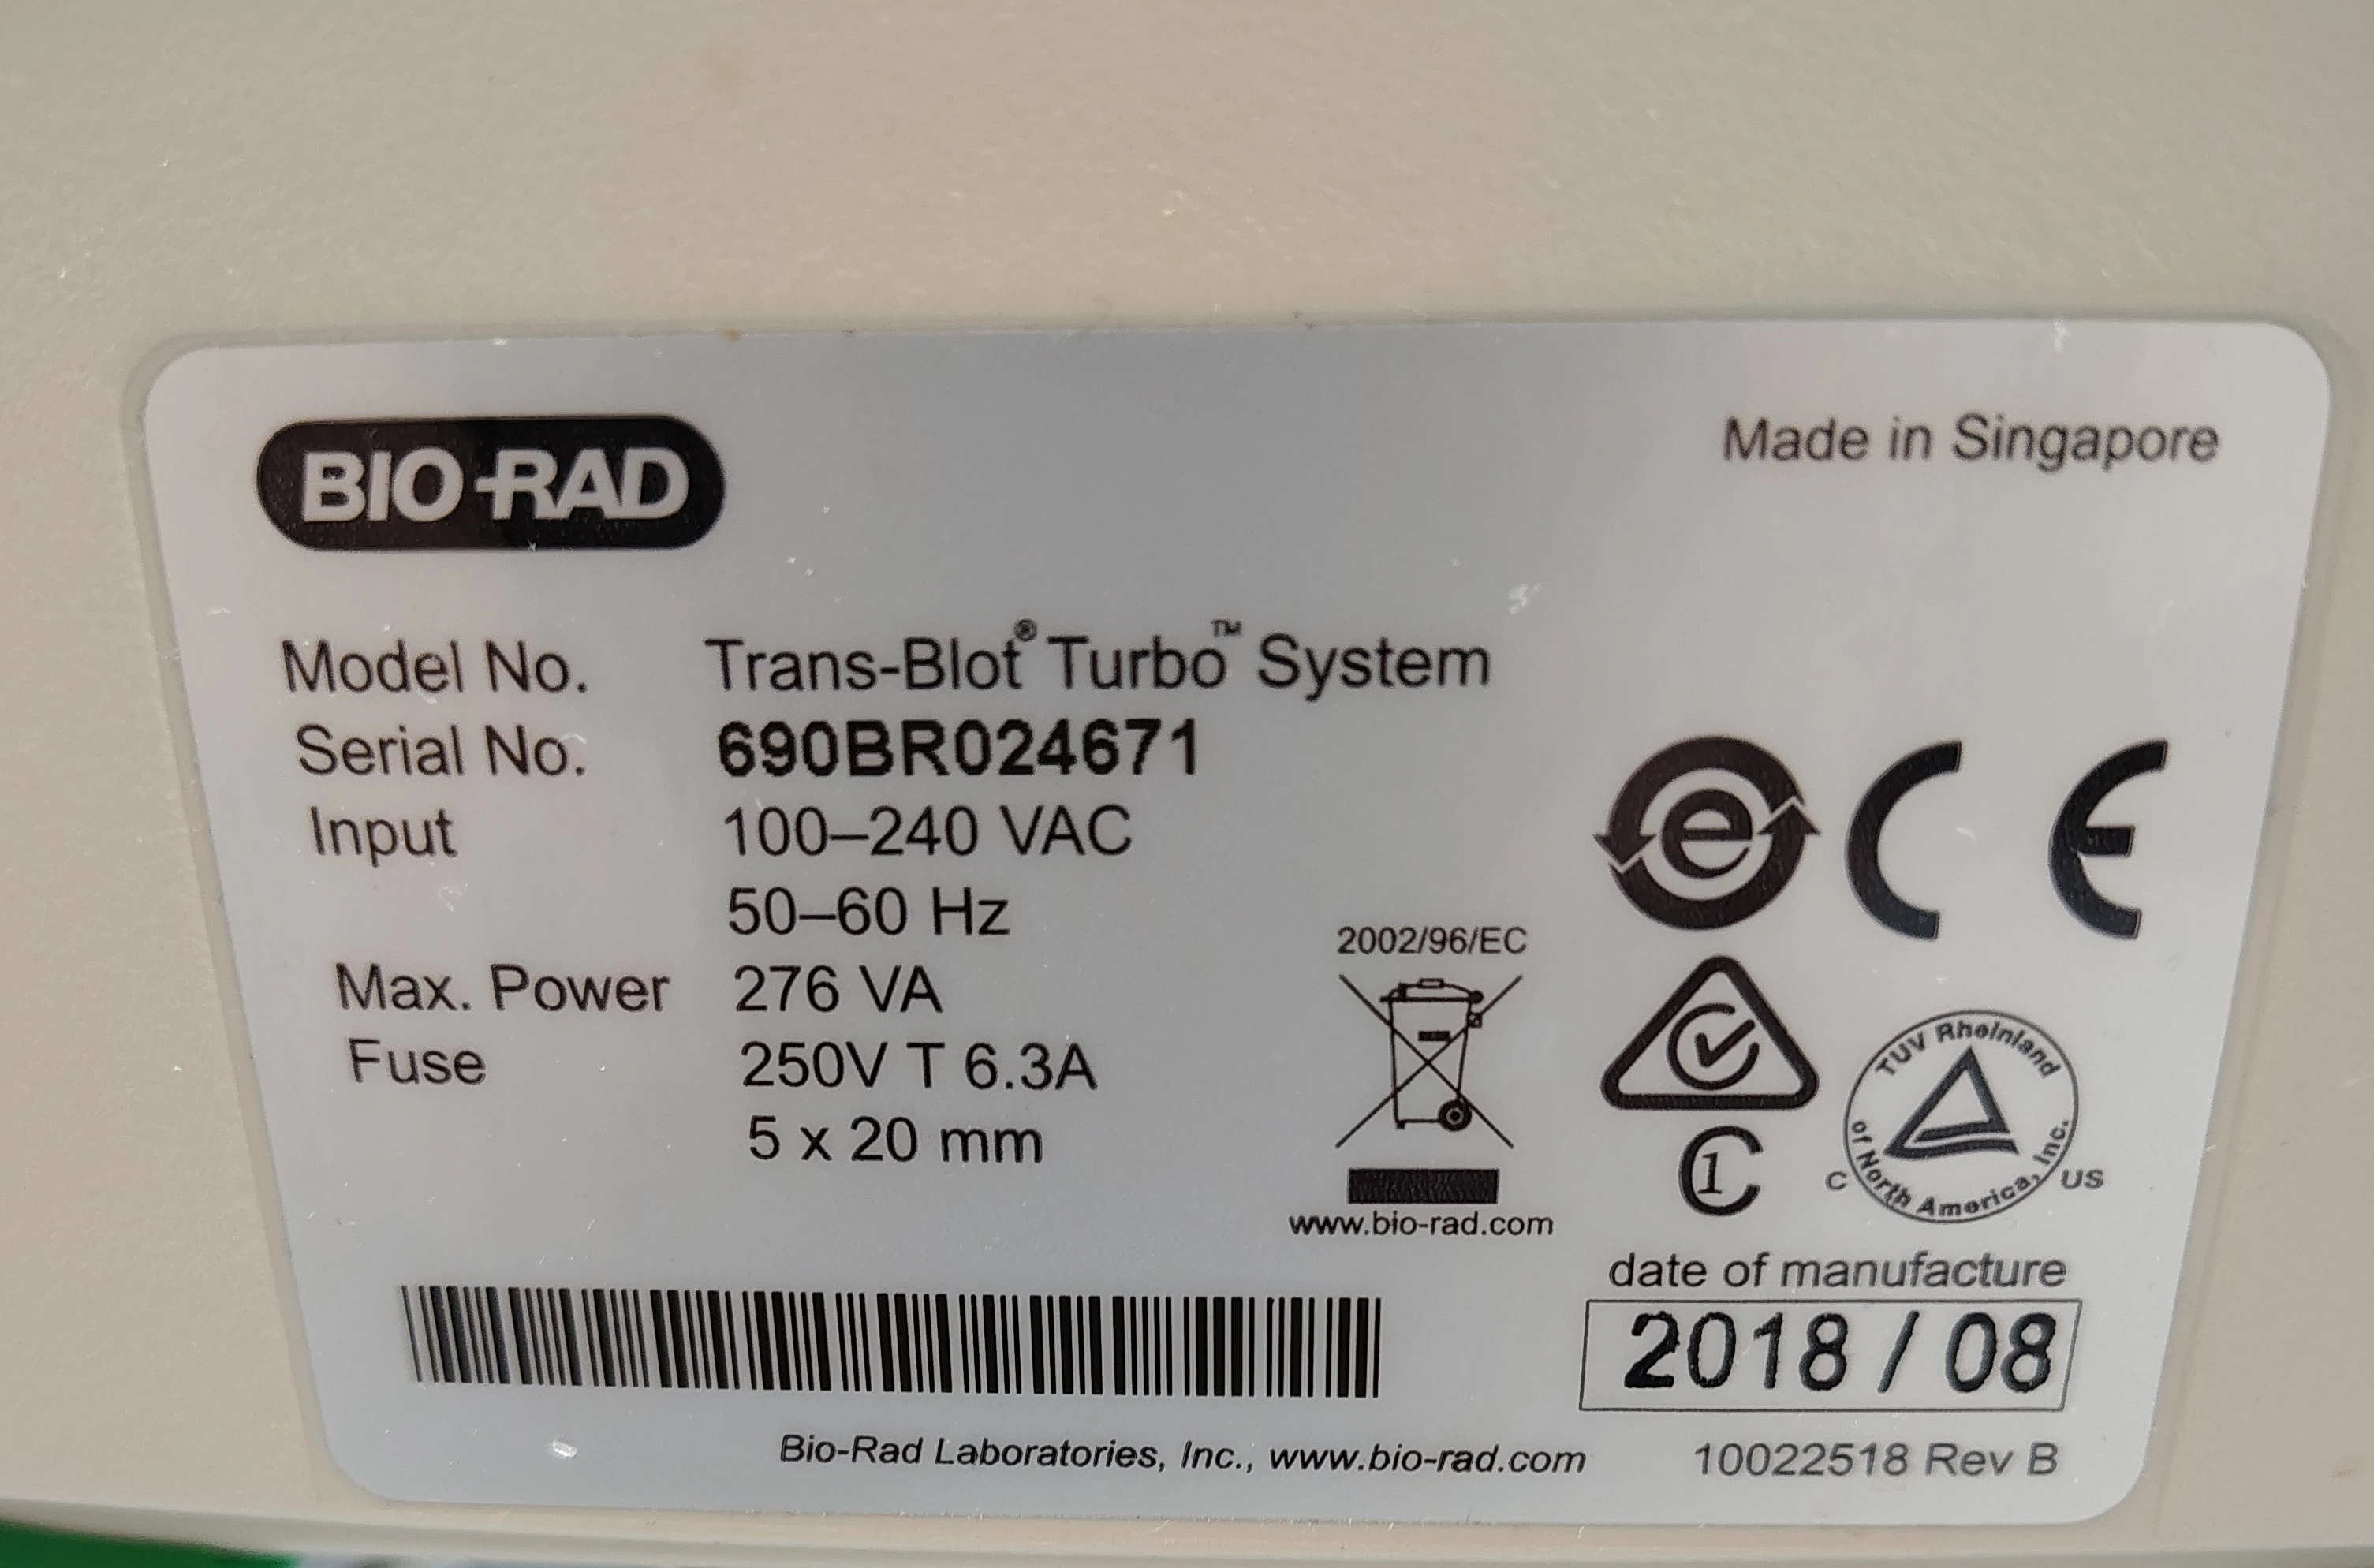 BIO-RAD
Made in Singapore
Model No. Trans-Blot® Turbo™ System
Serial No. 690BR024671
Input 100–240 VAC
50–60 Hz
Max. Power 276 VA
Fuse 250V T 6.3A
5 x 20 mm
2002/96/EC
www.bio-rad.com
e
CE
C1
TUV Rheinland
of North America, Inc.
C US
date of manufacture
2018 / 08
Bio-Rad Laboratories, Inc., www.bio-rad.com
10022518 Rev B